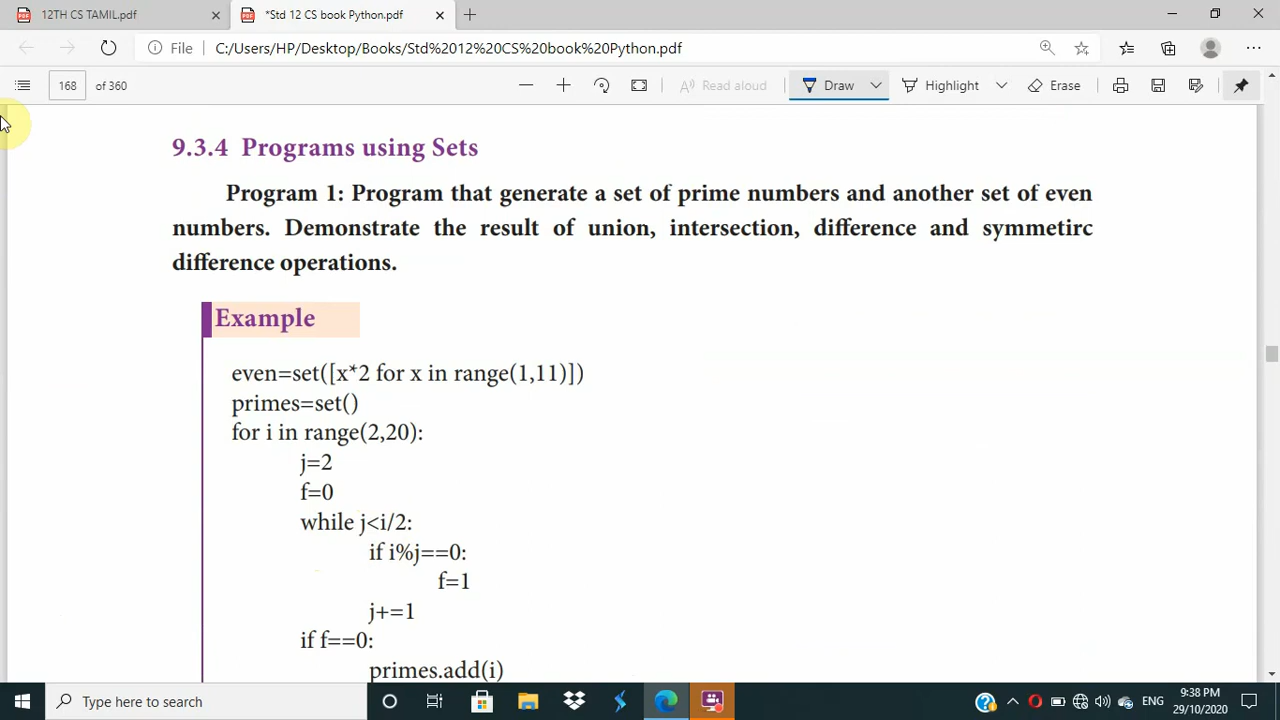 12TH CS TAMIL.pdf
*Std 12 CS book Python.pdf
File C:/Users/HP/Desktop/Books/Std%2012%20CS%20book%20Python.pdf
168 of 360 Read aloud Draw Highlight Erase
9.3.4 Programs using Sets
Program 1: Program that generate a set of prime numbers and another set of even
numbers. Demonstrate the result of union, intersection, difference and symmetirc
difference operations.
Example
even=set([x*2 for x in range(1,11)])
primes=set()
for i in range(2,20):
j=2
f=0
while j<i/2:
if i%j==0:
f=1
j+=1
if f==0:
primes.add(i)
Type here to search
ENG
9:38 PM
29/10/2020